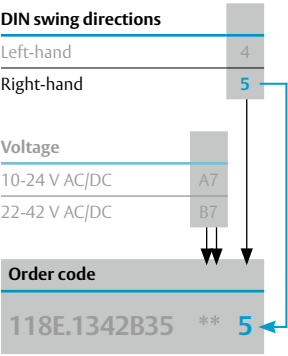 DIN swing directions
Left-hand 4
Right-hand 5
Voltage
10-24 V AC/DC A7
22-42 V AC/DC B7
Order code
118E.1342B35 ** 5